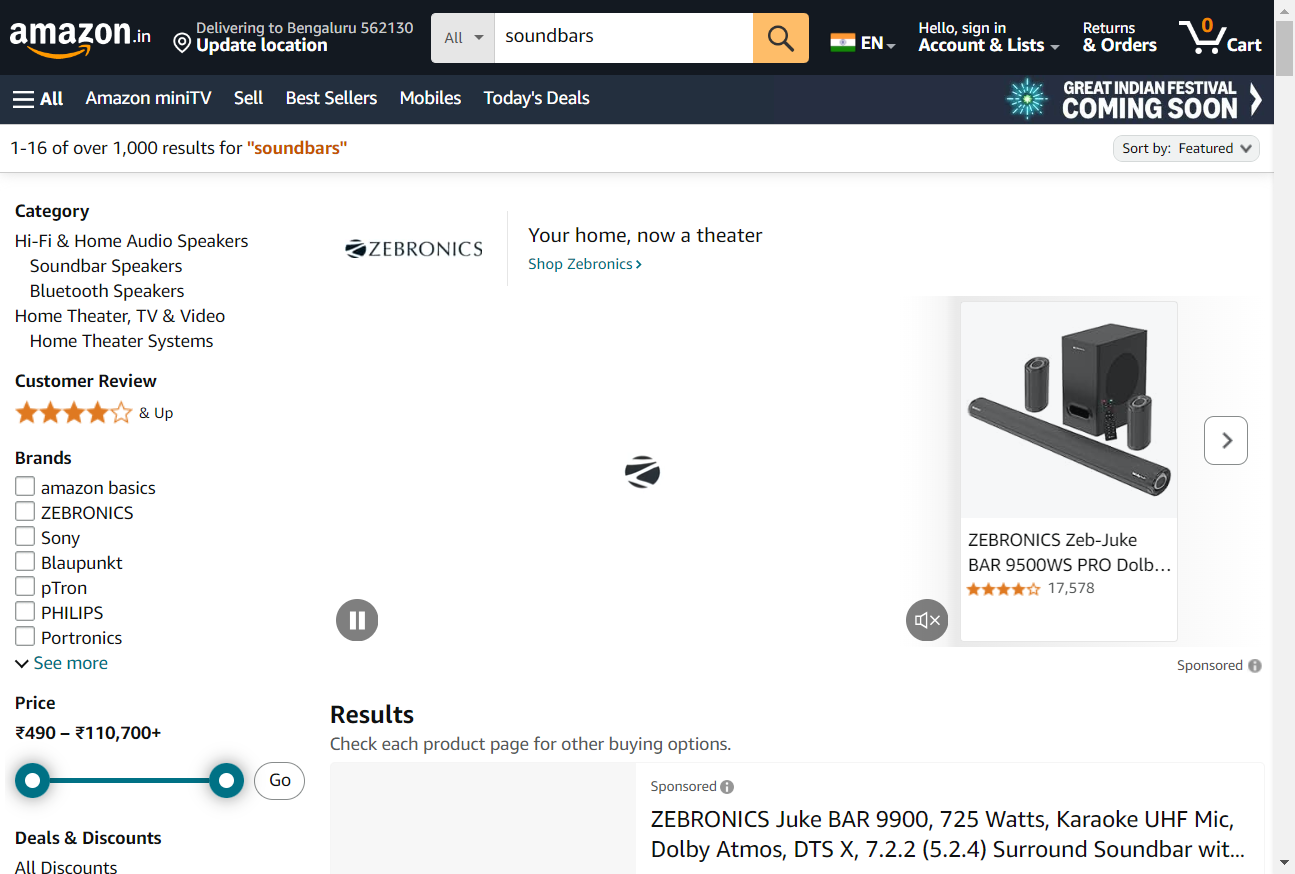 amazon.in
Delivering to Bengaluru 562130
Update location
All
soundbars
EN
Hello, sign in
Account & Lists
Returns
& Orders
0
Cart
All
Amazon miniTV
Sell
Best Sellers
Mobiles
Today's Deals
GREAT INDIAN FESTIVAL
COMING SOON
1-16 of over 1,000 results for "soundbars"
Sort by: Featured
Category
Hi-Fi & Home Audio Speakers
Soundbar Speakers
Bluetooth Speakers
Home Theater, TV & Video
Home Theater Systems
Customer Review
& Up
Brands
amazon basics
ZEBRONICS
Sony
Blaupunkt
pTron
PHILIPS
Portronics
See more
Price
₹490 – ₹110,700+
Go
Deals & Discounts
All Discounts
ZEBRONICS
Your home, now a theater
Shop Zebronics
ZEBRONICS Zeb-Juke
BAR 9500WS PRO Dolb…
17,578
Sponsored
Results
Check each product page for other buying options.
Sponsored
ZEBRONICS Juke BAR 9900, 725 Watts, Karaoke UHF Mic,
Dolby Atmos, DTS X, 7.2.2 (5.2.4) Surround Soundbar wit...